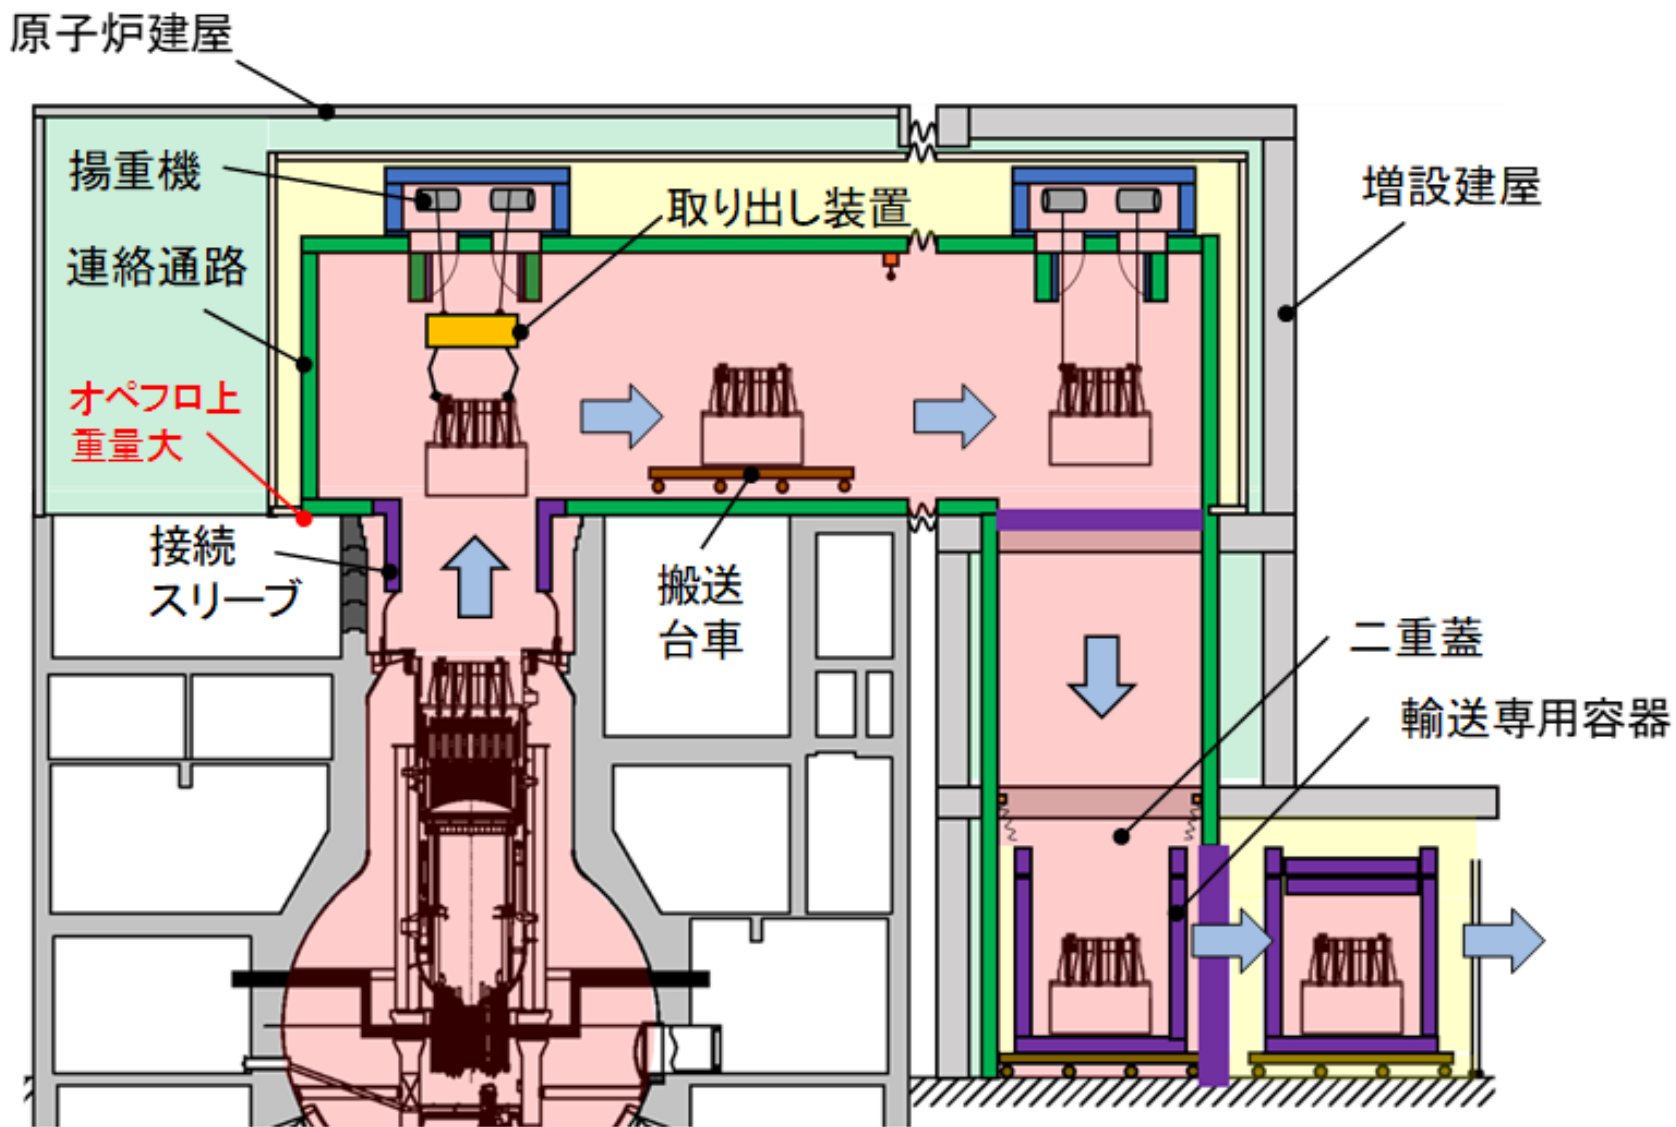 原子炉建屋
揚重機
取り出し装置
増設建屋
連絡通路
オペフロ上
重量大
接続
スリーブ
搬送
台車
二重蓋
輸送専用容器